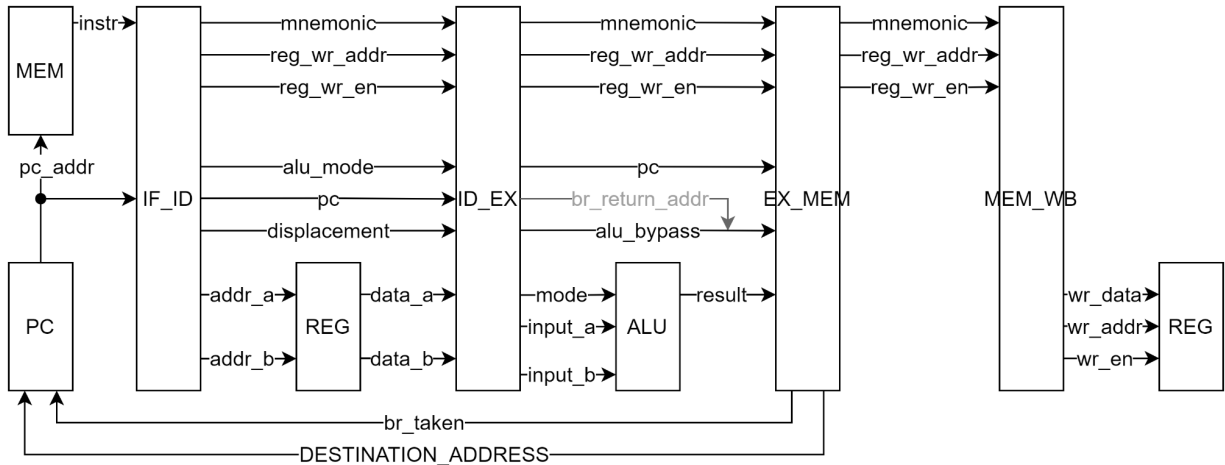 instr
mnemonic
mnemonic
mnemonic
reg_wr_addr
reg_wr_addr
reg_wr_addr
MEM
reg_wr_en
reg_wr_en
reg_wr_en
pc_addr
alu_mode
pc
IF_ID
pc
ID_EX
br_return_addr
EX_MEM
MEM_WB
displacement
alu_bypass
addr_a
data_a
mode
result
wr_data
PC
REG
input_a
ALU
wr_addr
REG
addr_b
data_b
input_b
wr_en
br_taken
DESTINATION_ADDRESS